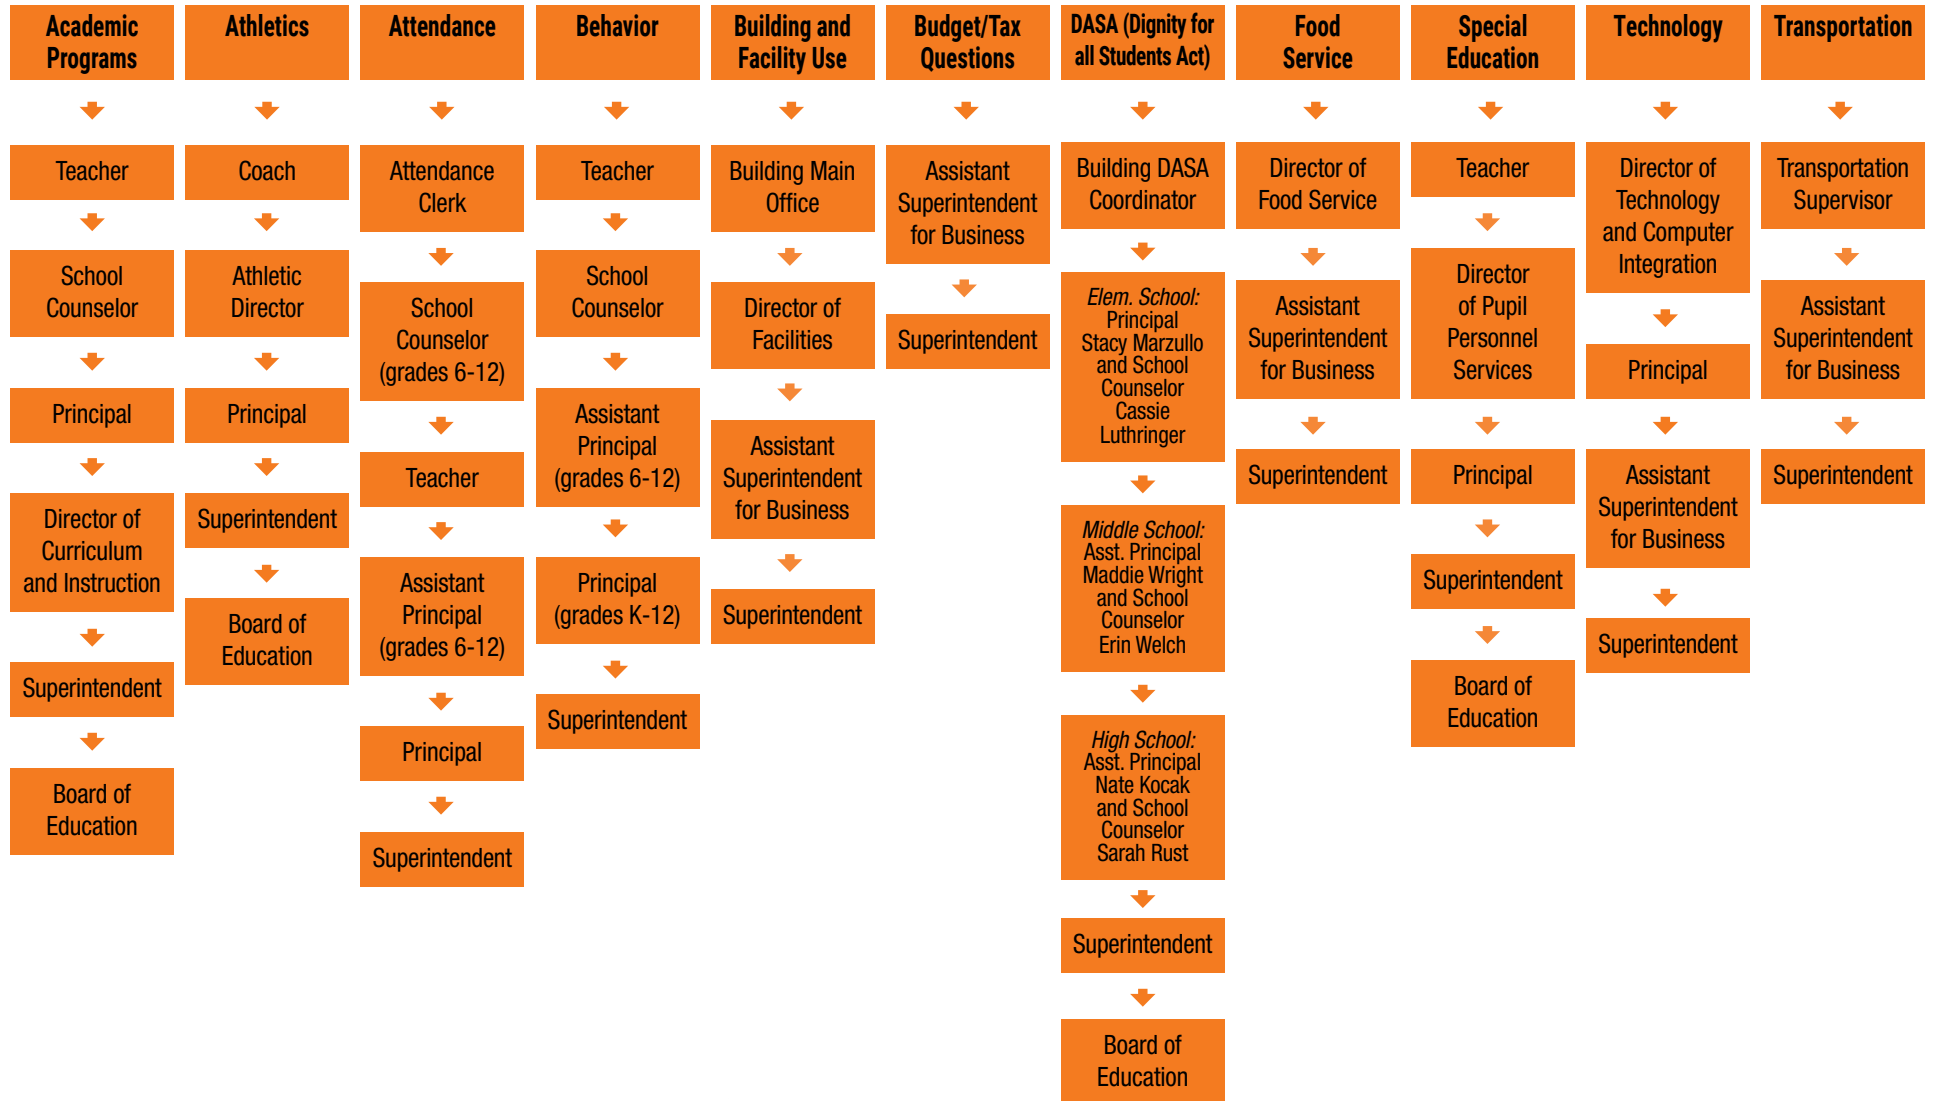 Academic
Programs
Teacher
School
Counselor
Principal
Director of
Curriculum
and Instruction
Superintendent
Board of
Education
Athletics
Coach
Athletic
Director
Principal
Superintendent
Board of
Education
Attendance
Attendance
Clerk
School
Counselor
(grades 6-12)
Teacher
Assistant
Principal
(grades 6-12)
Principal
Superintendent
Behavior
Teacher
School
Counselor
Assistant
Principal
(grades 6-12)
Principal
(grades K-12)
Superintendent
Building and
Facility Use
Building Main
Office
Director of
Facilities
Assistant
Superintendent
for Business
Superintendent
Budget/Tax
Questions
Assistant
Superintendent
for Business
Superintendent
DASA (Dignity for
all Students Act)
Building DASA
Coordinator
Elem. School:
Principal
Stacy Marzullo
and School
Counselor
Cassie
Luthringer
Middle School:
Asst. Principal
Maddie Wright
and School
Counselor
Erin Welch
High School:
Asst. Principal
Nate Kocak
and School
Counselor
Sarah Rust
Superintendent
Board of
Education
Food
Service
Director of
Food Service
Assistant
Superintendent
for Business
Superintendent
Special
Education
Teacher
Director
of Pupil
Personnel
Services
Principal
Superintendent
Board of
Education
Technology
Director of
Technology
and Computer
Integration
Principal
Assistant
Superintendent
for Business
Superintendent
Transportation
Transportation
Supervisor
Assistant
Superintendent
for Business
Superintendent